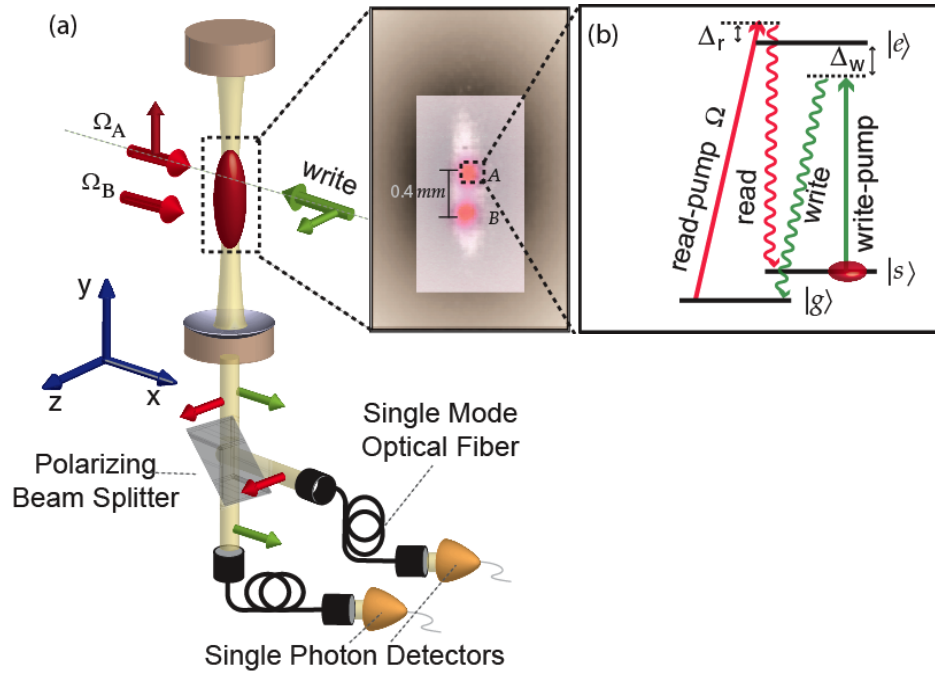 (a)
Ω_A
Ω_B
write
0.4 mm
A
B
y
z
x
Polarizing
Beam Splitter
Single Mode
Optical Fiber
Single Photon Detectors
(b)
Δ_r
|e⟩
Δ_w
read-pump Ω
read
write
write-pump
|s⟩
|g⟩